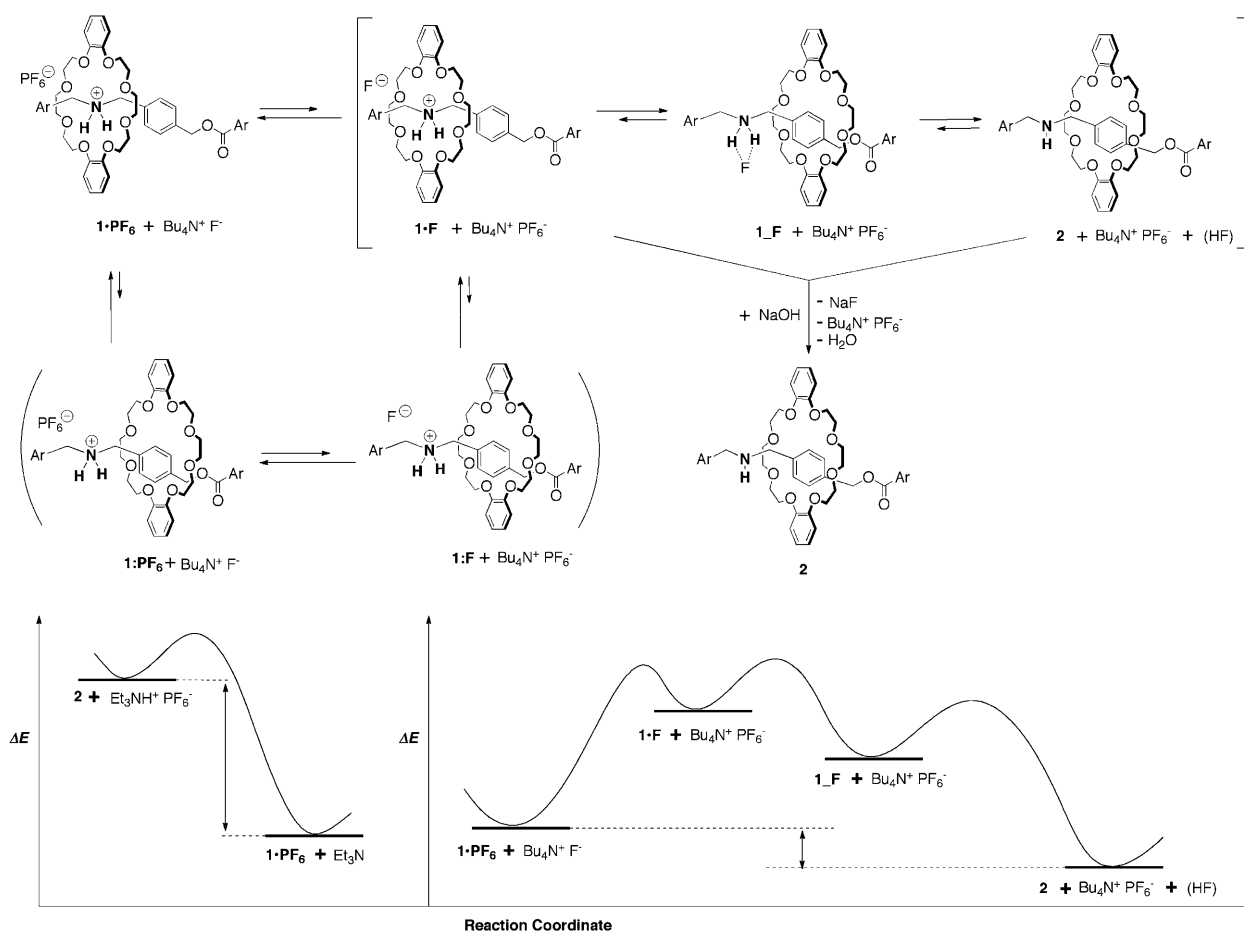 PF6⊖
Ar
N
⊕
H H
O
O
O
O
O
O
O
O
O
O
Ar
1•PF6 + Bu4N+ F-
F⊖
Ar
N
⊕
H H
O
O
O
O
O
O
O
O
O
O
Ar
1•F + Bu4N+ PF6-
Ar
N
H H
F
O
O
O
O
O
O
O
O
O
O
Ar
1_F + Bu4N+ PF6-
Ar
N
H
O
O
O
O
O
O
O
O
O
O
Ar
2 + Bu4N+ PF6- + (HF)
+ NaOH
- NaF
- Bu4N+ PF6-
- H2O
PF6⊖
Ar
N
⊕
H H
O
O
O
O
O
O
O
O
O
O
Ar
1:PF6 + Bu4N+ F-
F⊖
Ar
N
⊕
H H
O
O
O
O
O
O
O
O
O
O
Ar
1:F + Bu4N+ PF6-
Ar
N
H
O
O
O
O
O
O
O
O
O
O
Ar
2
ΔE
2 + Et3NH+ PF6-
1•PF6 + Et3N
ΔE
1•PF6 + Bu4N+ F-
1•F + Bu4N+ PF6-
1_F + Bu4N+ PF6-
2 + Bu4N+ PF6- + (HF)
Reaction Coordinate